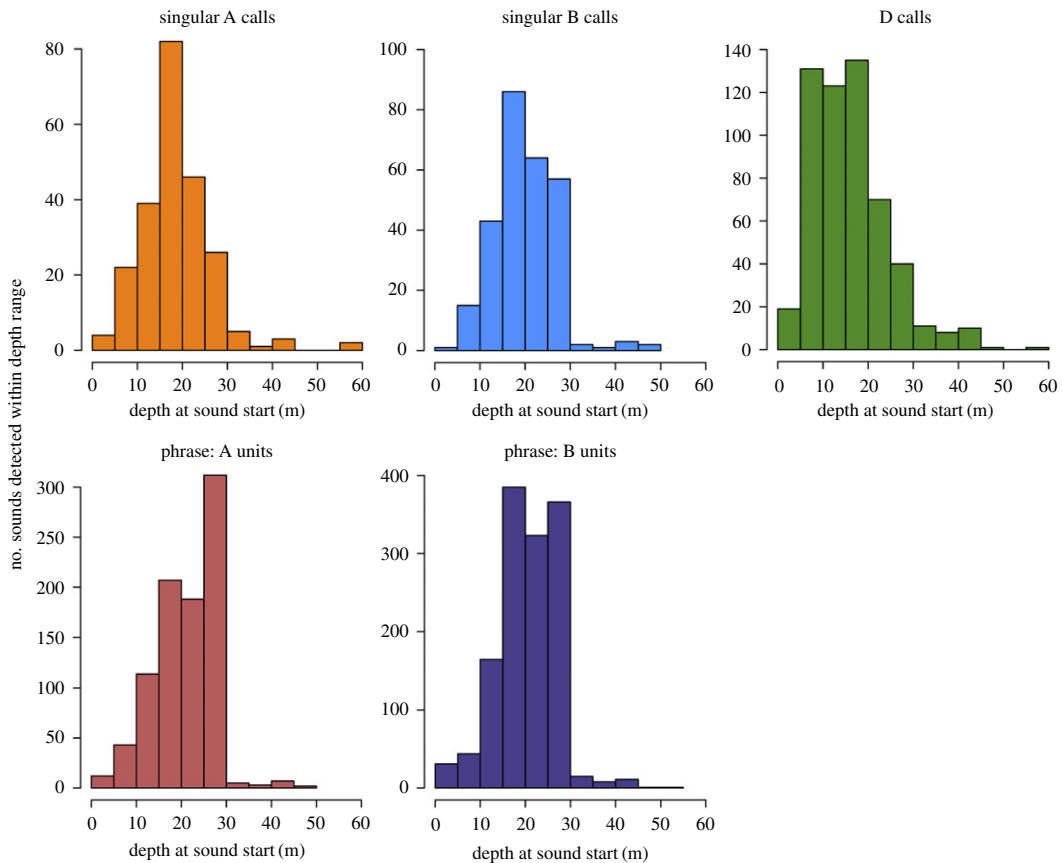 singular A calls
singular B calls
D calls
no. sounds detected within depth range
80
60
40
20
0
0 10 20 30 40 50 60
depth at sound start (m)
100
80
60
40
20
0
0 10 20 30 40 50 60
depth at sound start (m)
140
120
100
80
60
40
20
0
0 10 20 30 40 50 60
depth at sound start (m)
phrase: A units
300
250
200
150
100
50
0
0 10 20 30 40 50 60
depth at sound start (m)
phrase: B units
400
300
200
100
0
0 10 20 30 40 50 60
depth at sound start (m)